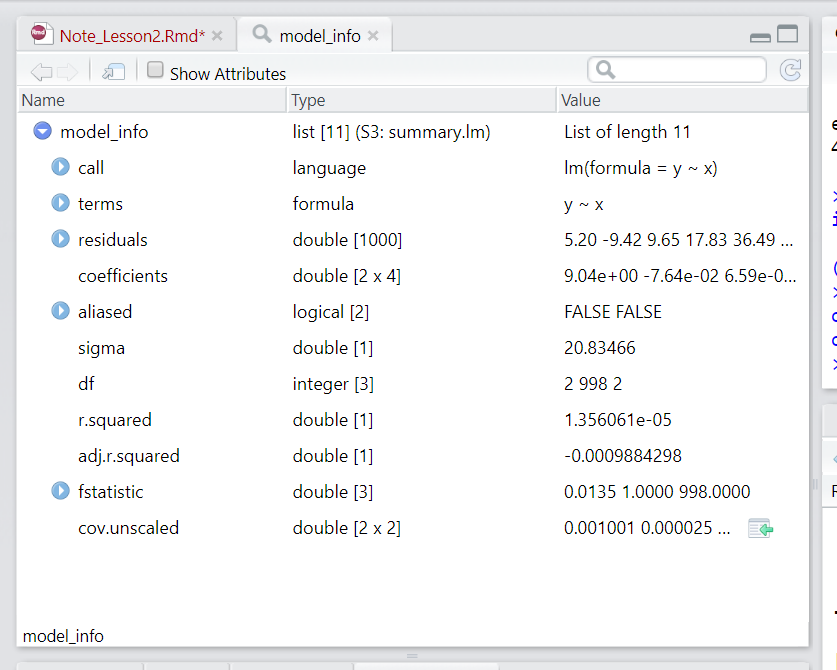 Note_Lesson2.Rmd* model_info
Show Attributes
Name Type Value
model_info list [11] (S3: summary.lm) List of length 11
call language lm(formula = y ~ x)
terms formula y ~ x
residuals double [1000] 5.20 -9.42 9.65 17.83 36.49 ...
coefficients double [2 x 4] 9.04e+00 -7.64e-02 6.59e-0...
aliased logical [2] FALSE FALSE
sigma double [1] 20.83466
df integer [3] 2 998 2
r.squared double [1] 1.356061e-05
adj.r.squared double [1] -0.0009884298
fstatistic double [3] 0.0135 1.0000 998.0000
cov.unscaled double [2 x 2] 0.001001 0.000025 ...
model_info